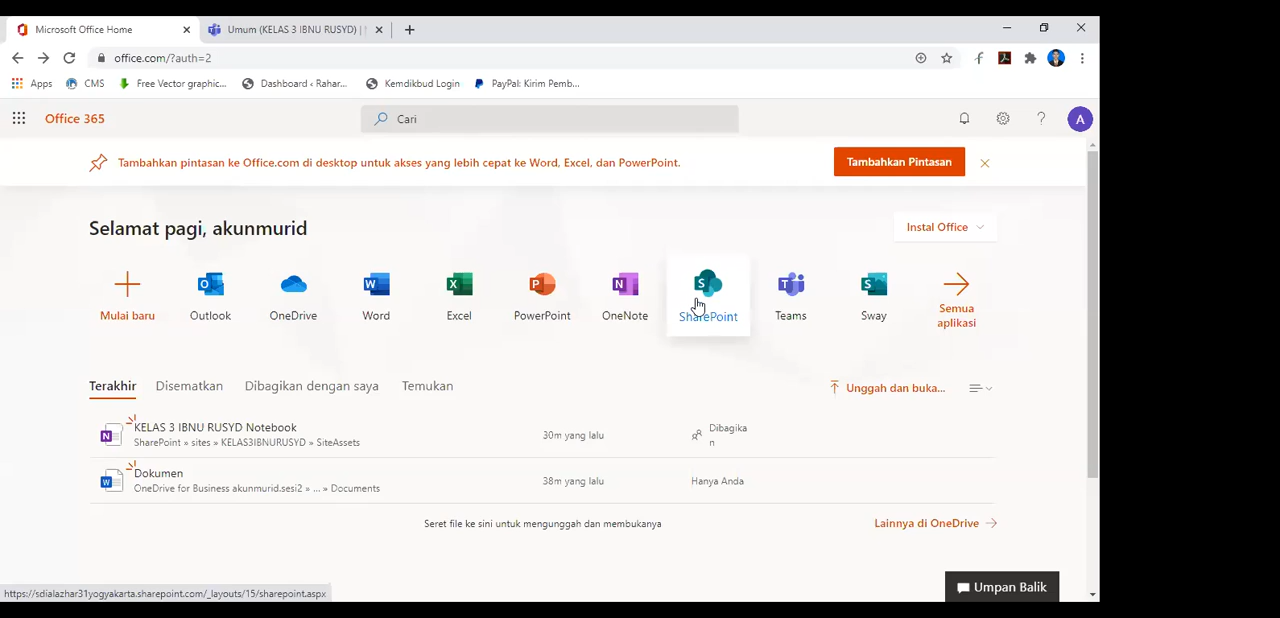 Microsoft Office Home
Umum (KELAS 3 IBNU RUSYD) |
office.com/?auth=2
Apps
CMS
Free Vector graphic...
Dashboard ‹ Rahar...
Kemdikbud Login
PayPal: Kirim Pemb...
Office 365
Cari
A
Tambahkan pintasan ke Office.com di desktop untuk akses yang lebih cepat ke Word, Excel, dan PowerPoint.
Tambahkan Pintasan
Selamat pagi, akunmurid
Instal Office
Mulai baru
Outlook
OneDrive
Word
Excel
PowerPoint
OneNote
SharePoint
Teams
Sway
Semua
aplikasi
Terakhir
Disematkan
Dibagikan dengan saya
Temukan
Unggah dan buka...
KELAS 3 IBNU RUSYD Notebook
SharePoint » sites » KELAS3IBNURUSYD » SiteAssets
30m yang lalu
Dibagika
n
Dokumen
OneDrive for Business akunmurid.sesi2 » ... » Documents
38m yang lalu
Hanya Anda
Seret file ke sini untuk mengunggah dan membukanya
Lainnya di OneDrive
https://sdialazhar31yogyakarta.sharepoint.com/_layouts/15/sharepoint.aspx
Umpan Balik